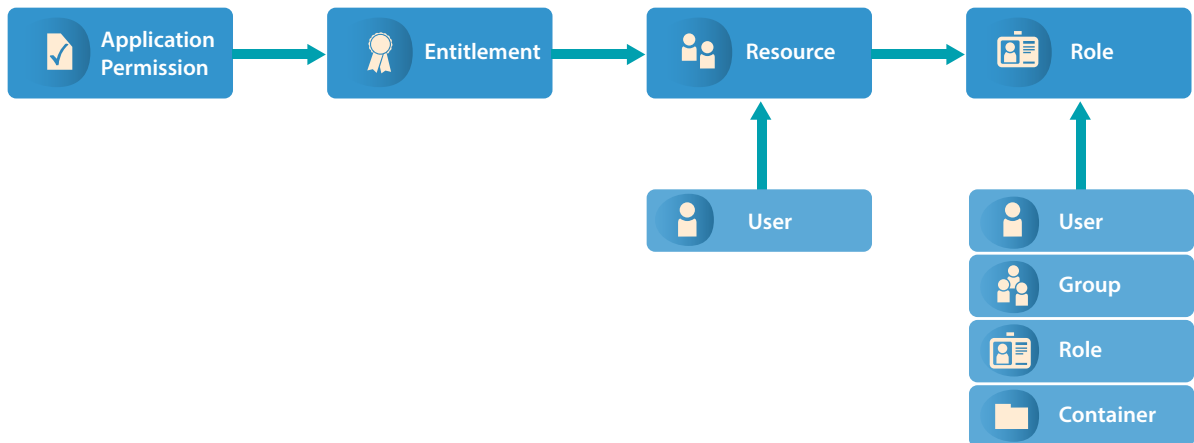 Application
Permission
Entitlement
Resource
Role
User
User
Group
Role
Container